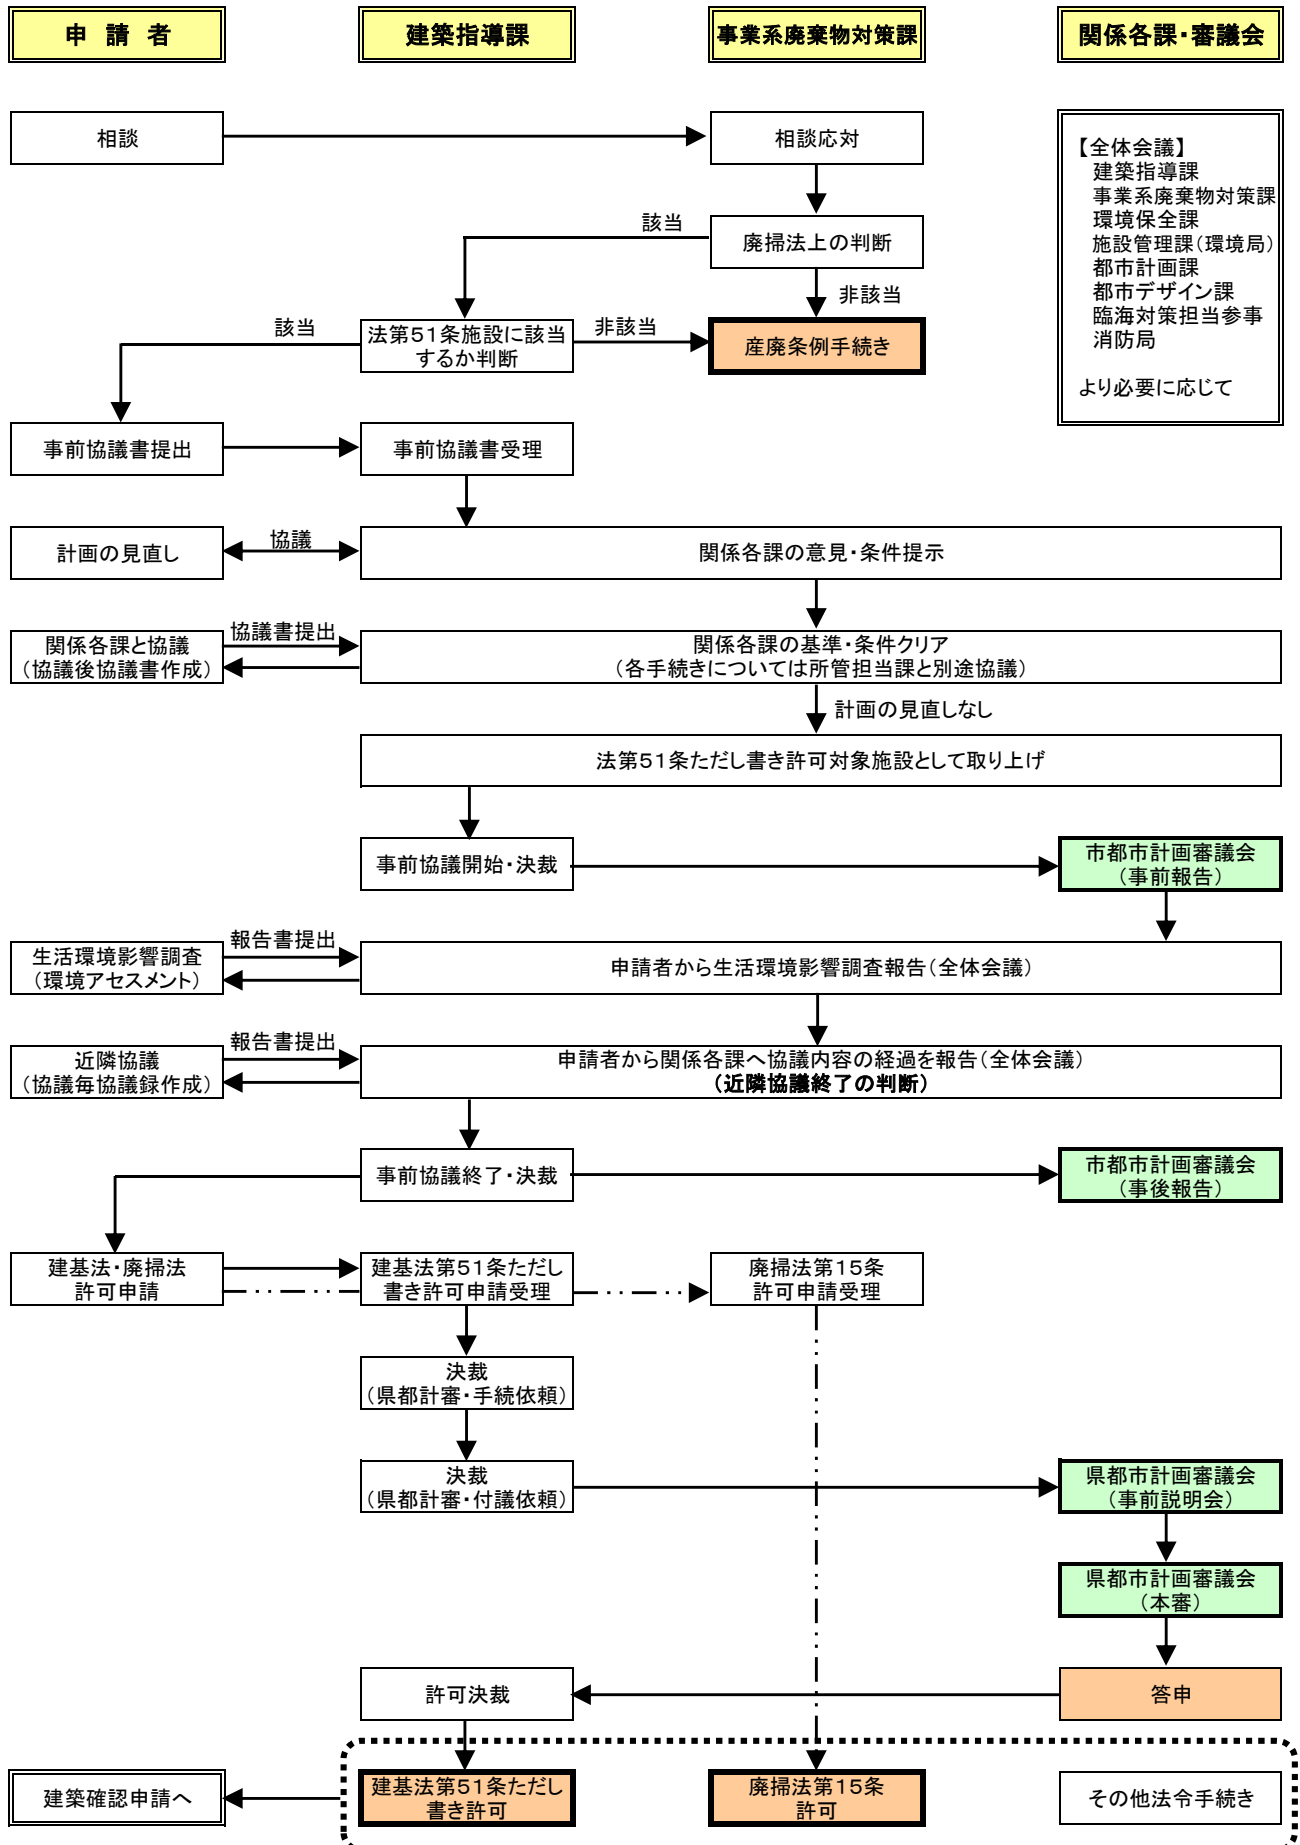 申 請 者
建築指導課
事業系廃棄物対策課
関係各課・審議会
相談
相談応対
【全体会議】
建築指導課
事業系廃棄物対策課
環境保全課
施設管理課（環境局）
都市計画課
都市デザイン課
臨海対策担当参事
消防局
より必要に応じて
該当
廃掃法上の判断
非該当
該当
法第51条施設に該当
するか判断
非該当
産廃条例手続き
事前協議書提出
事前協議書受理
計画の見直し
協議
関係各課の意見・条件提示
関係各課と協議
（協議後協議書作成）
協議書提出
関係各課の基準・条件クリア
（各手続きについては所管担当課と別途協議）
計画の見直しなし
法第51条ただし書き許可対象施設として取り上げ
事前協議開始・決裁
市都市計画審議会
（事前報告）
生活環境影響調査
（環境アセスメント）
報告書提出
申請者から生活環境影響調査報告（全体会議）
近隣協議
（協議毎協議録作成）
報告書提出
申請者から関係各課へ協議内容の経過を報告（全体会議）
（近隣協議終了の判断）
事前協議終了・決裁
市都市計画審議会
（事後報告）
建基法・廃掃法
許可申請
建基法第51条ただし
書き許可申請受理
廃掃法第15条
許可申請受理
決裁
（県都計審・手続依頼）
決裁
（県都計審・付議依頼）
県都市計画審議会
（事前説明会）
県都市計画審議会
（本審）
許可決裁
答申
建築確認申請へ
建基法第51条ただし
書き許可
廃掃法第15条
許可
その他法令手続き